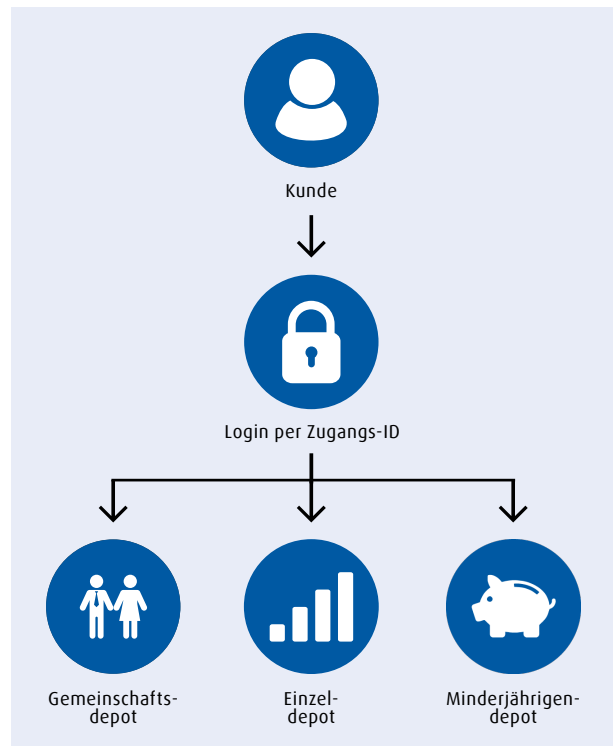 Kunde
Login per Zugangs-ID
Gemeinschafts-
depot
Einzel-
depot
Minderjährigen-
depot